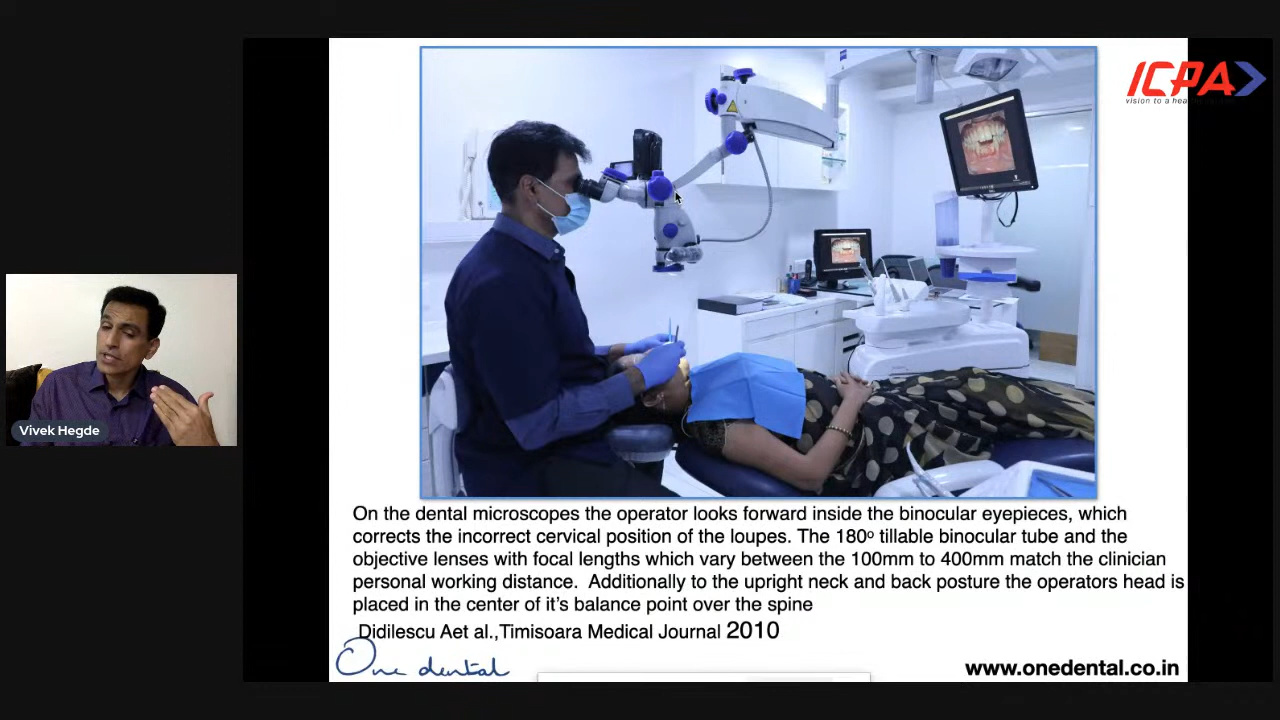 ICPA
vision to a hea
Vivek Hegde
On the dental microscopes the operator looks forward inside the binocular eyepieces, which
corrects the incorrect cervical position of the loupes. The 180º tillable binocular tube and the
objective lenses with focal lengths which vary between the 100mm to 400mm match the clinician
personal working distance.  Additionally to the upright neck and back posture the operators head is
placed in the center of it's balance point over the spine
Didilescu Aet al.,Timisoara Medical Journal 2010
One dental
www.onedental.co.in